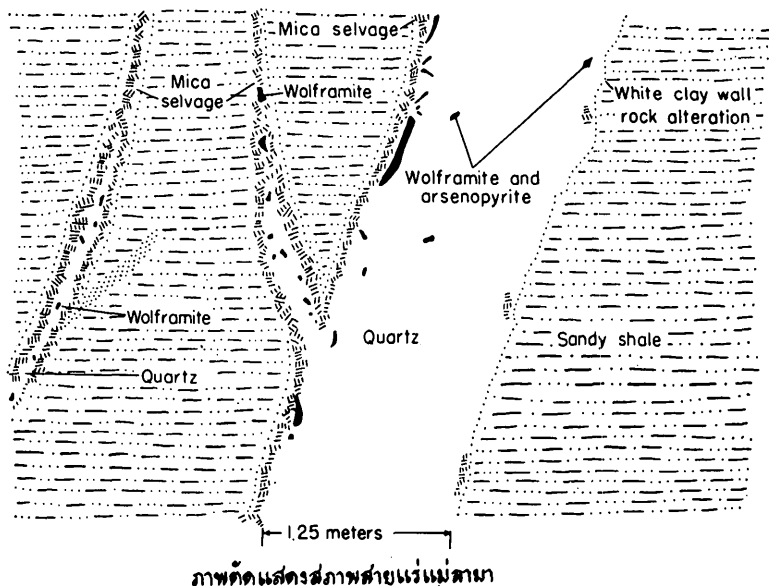 Mica selvage
Mica
selvage
Wolframite
White clay wall
rock alteration
Wolframite and
arsenopyrite
Wolframite
Quartz
Quartz
Sandy shale
1.25 meters
ภาพตัดแสดงสภาพสายแร่แม่ลามา